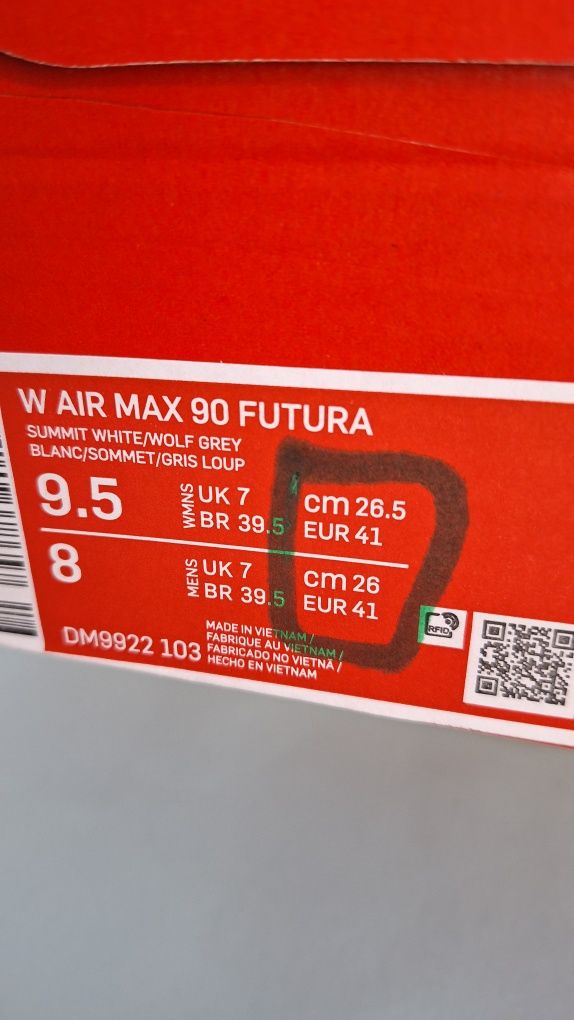 W AIR MAX 90 FUTURA
SUMMIT WHITE/WOLF GREY
BLANC/SOMMET/GRIS LOUP
9.5 WMNS UK 7 cm 26.5
BR 39.5 EUR 41
8 MENS UK 7 cm 26
BR 39.5 EUR 41
DM9922 103
MADE IN VIETNAM /
FABRIQUE AU VIETNAM /
FABRICADO NO VIETNÃ /
HECHO EN VIETNAM
RFID